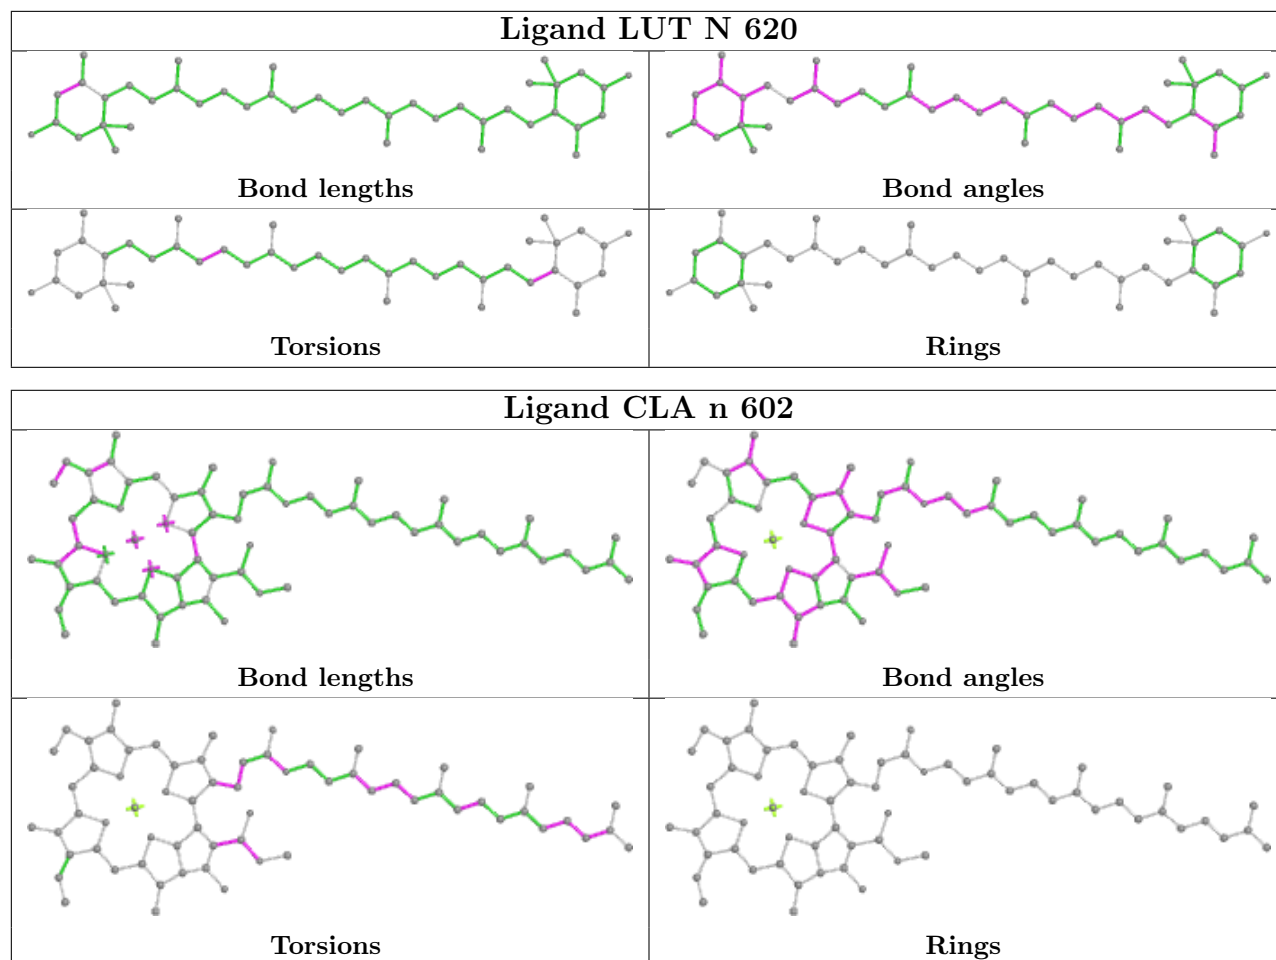 Ligand LUT N 620
Bond lengths
Bond angles
Torsions
Rings
Ligand CLA n 602
Bond lengths
Bond angles
Torsions
Rings